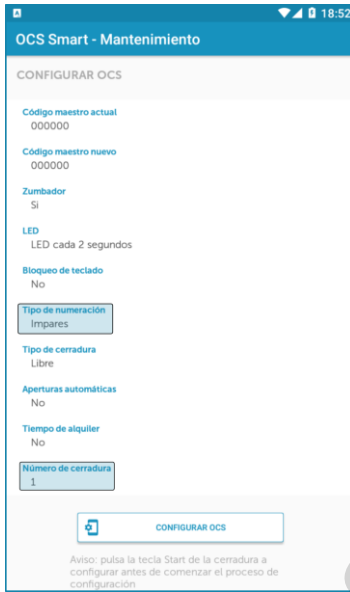 18:52
OCS Smart - Mantenimiento
CONFIGURAR OCS
Código maestro actual
000000
Código maestro nuevo
000000
Zumbador
Si
LED
LED cada 2 segundos
Bloqueo de teclado
No
Tipo de numeración
Impares
Tipo de cerradura
Libre
Aperturas automáticas
No
Tiempo de alquiler
No
Número de cerradura
1
CONFIGURAR OCS
Aviso: pulsa la tecla Start de la cerradura a
configurar antes de comenzar el proceso de
configuración